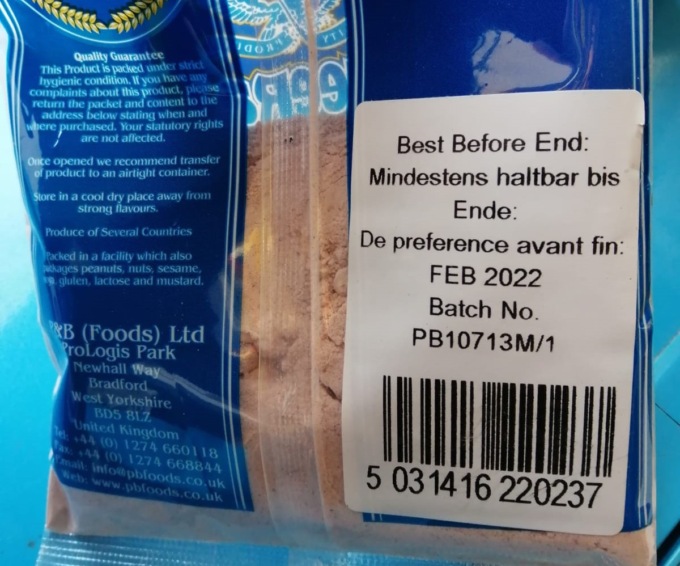 Quality Guarantee
This Product is packed under strict
hygienic condition. If you have any
complaints about this product, please
return the packet and content to the
address below stating when and
where purchased. Your statutory rights
are not affected.
Once opened we recommend transfer
of product to an airtight container.
Store in a cool dry place away from
strong flavours.
Produce of Several Countries
Packed in a facility which also
packages peanuts, nuts, sesame,
gluten, lactose and mustard.
(Foods) Ltd
ProLogis Park
Newhall Way
Bradford
West Yorkshire
BD5 8LZ
United Kingdom
Tel: +44 (0) 1274 660118
Fax: +44 (0) 1274 668844
Email: info@pbfoods.co.uk
Web: www.pbfoods.co.uk
Best Before End:
Mindestens haltbar bis
Ende:
De preference avant fin:
FEB 2022
Batch No.
PB10713M/1
5 031416 220237